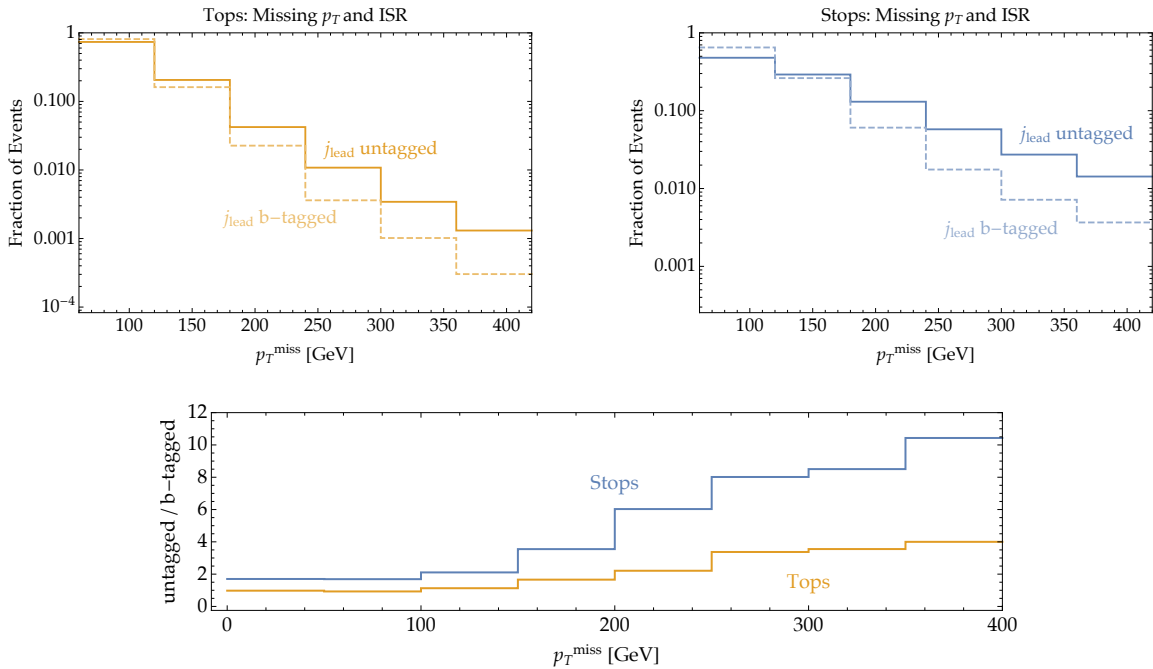 Tops: Missing p_T and ISR
1
0.100
0.010
0.001
10^−4
Fraction of Events
j_lead untagged
j_lead b−tagged
100 150 200 250 300 350 400
p_T^miss [GeV]
Stops: Missing p_T and ISR
1
0.100
0.010
0.001
Fraction of Events
j_lead untagged
j_lead b−tagged
100 150 200 250 300 350 400
p_T^miss [GeV]
12
10
8
6
4
2
0
untagged / b−tagged
Stops
Tops
0 100 200 300 400
p_T^miss [GeV]